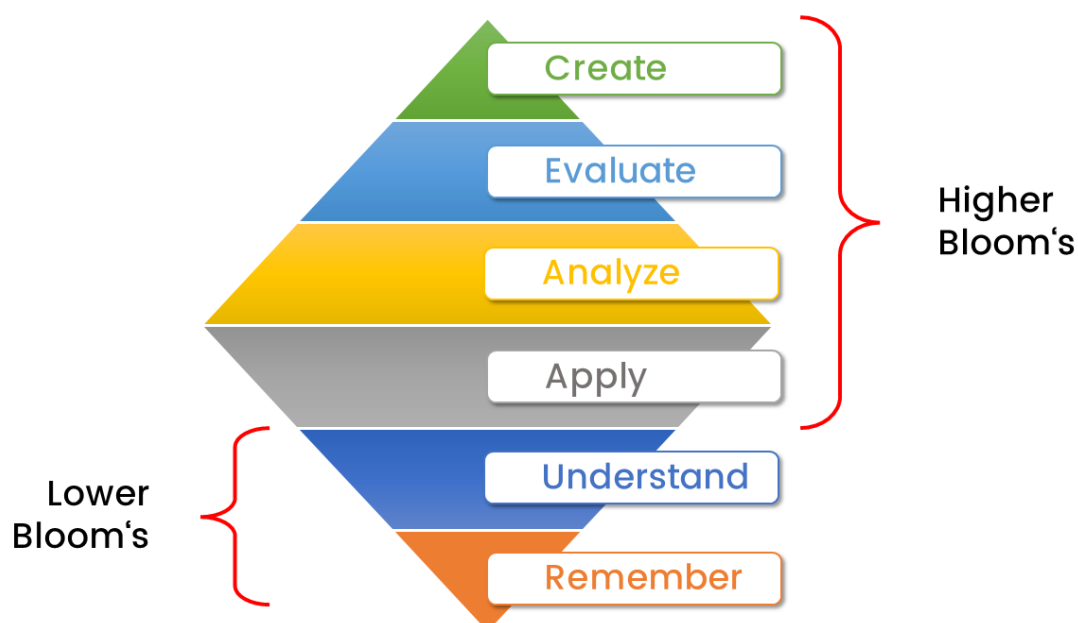 Create
Evaluate
Higher
Bloom‘s
Analyze
Apply
Understand
Lower
Bloom‘s
Remember